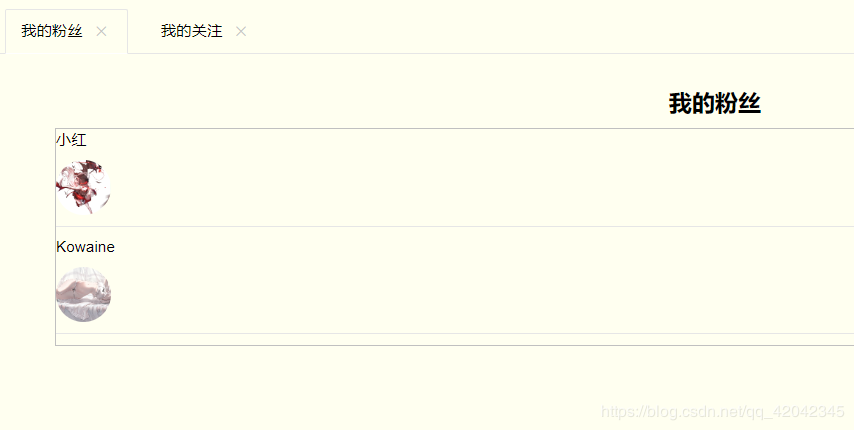 我的粉丝 × 我的关注 ×
我的粉丝
小红
Kowaine
https://blog.csdn.net/qq_42042345